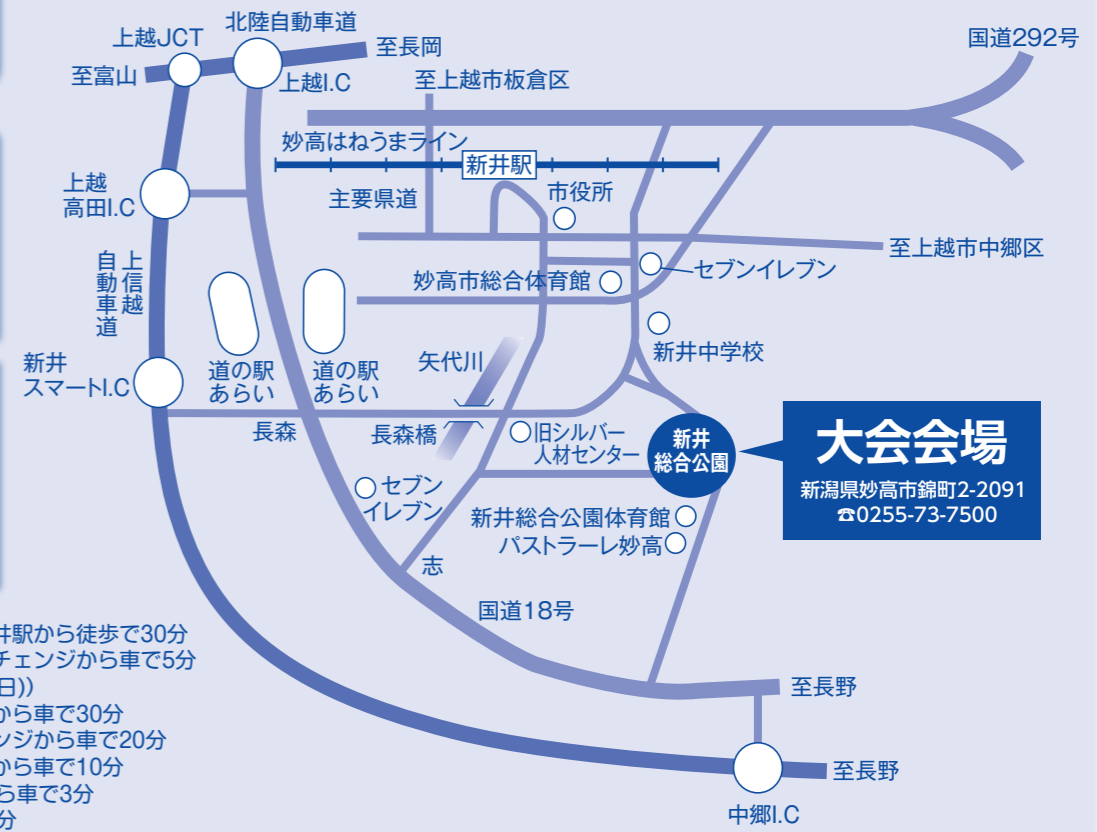 北陸自動車道
上越JCT
至長岡
国道292号
至富山
上越I.C
至上越市板倉区
妙高はねうまライン
新井駅
上越
高田I.C
主要県道
市役所
至上越市中郷区
上信越
自動車道
妙高市総合体育館
セブンイレブン
新井中学校
新井
スマートI.C
道の駅
あらい
道の駅
あらい
矢代川
長森
長森橋
旧シルバー
人材センター
新井
総合公園
大会会場
新潟県妙高市錦町2-2091
☎0255-73-7500
セブン
イレブン
新井総合公園体育館
パストラーレ妙高
志
国道18号
井駅から徒歩で30分
チェンジから車で5分
日))
から車で30分
ンジから車で20分
から車で10分
ら車で3分
分
至長野
至長野
中郷I.C